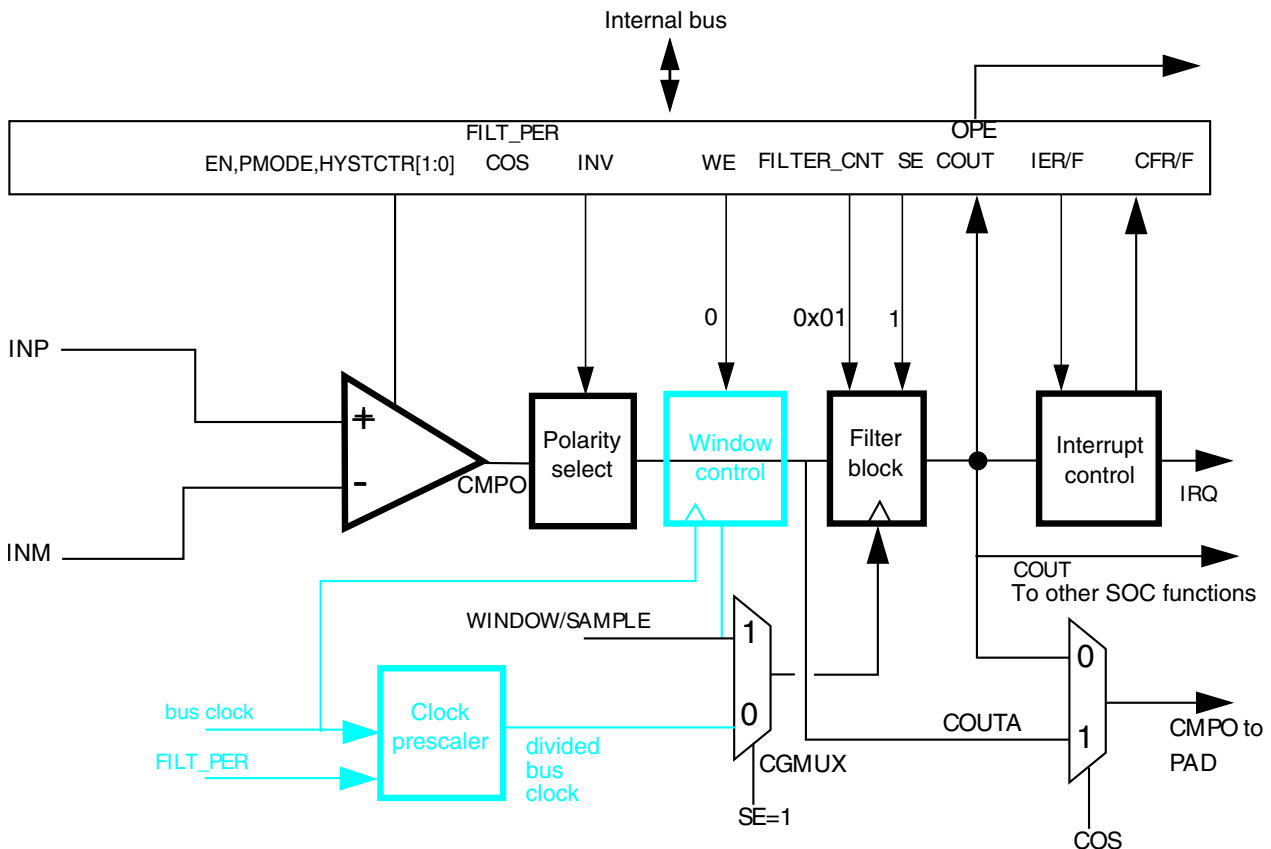 Internal bus
FILT_PER
OPE
EN,PMODE,HYSTCTR[1:0]
COS
INV
WE
FILTER_CNT
SE
COUT
IER/F
CFR/F
0
0x01
1
INP
+
-
INM
CMPO
Polarity
select
Window
control
Filter
block
Interrupt
control
IRQ
COUT
To other SOC functions
WINDOW/SAMPLE
1
0
CGMUX
SE=1
bus clock
FILT_PER
Clock
prescaler
divided
bus
clock
COUTA
0
1
CMPO to
PAD
COS